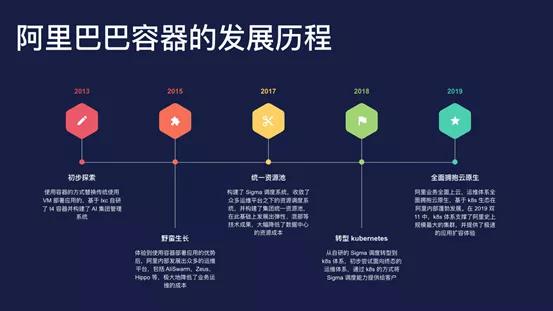 阿里巴巴容器的发展历程
2013
2015
2017
2018
2019
初步探索
使用容器的方式替换传统使用
VM 部署应用的，基于 lxc 自研
了 t4 容器并构建了 AI 集团管理
系统
野蛮生长
体验到使用容器部署应用的优势
后，阿里内部发展出众多的运维
平台，包括 AliSwarm、Zeus、
Hippo 等，极大地降低了业务运
维的成本
统一资源池
构建了 Sigma 调度系统，收敛了
众多运维平台之下的资源调度系
统，并构建了集团统一资源池，
在此基础上发展出弹性、混部等
技术成果，大幅降低了数据中心
的资源成本
转型 kubernetes
从自研的 Sigma 调度转型到
k8s 体系，初步尝试面向终态的
运维体系，通过 k8s 的方式将
Sigma 调度能力提供给客户
全面拥抱云原生
阿里业务全面上云，运维体系全
面拥抱云原生，基于 k8s 生态在
阿里内部蓬勃发展。在 2019 双
11 中，k8s 体系支撑了阿里史上
规模最大的集群，并提供了极速
的应用扩容体验